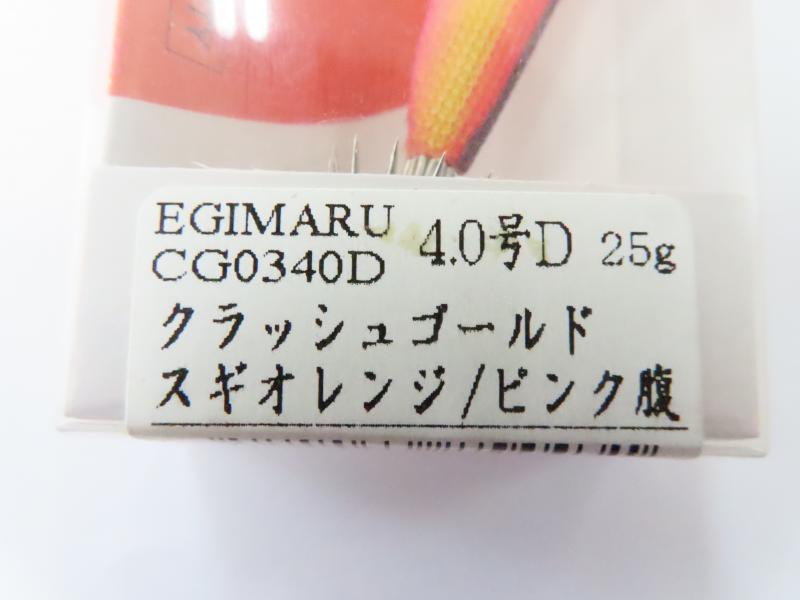 EGIMARU 4.0号D 25g
CG0340D
クラッシュゴールド
スギオレンジ/ピンク腹